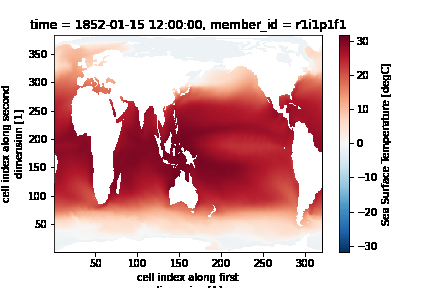 time = 1852-01-15 12:00:00, member_id = r1i1p1f1
350
300
250
200
150
100
50
cell index along second
dimension [1]
50 100 150 200 250 300
cell index along first
dimension [1]
30
20
10
0
−10
−20
−30
Sea Surface Temperature [degC]